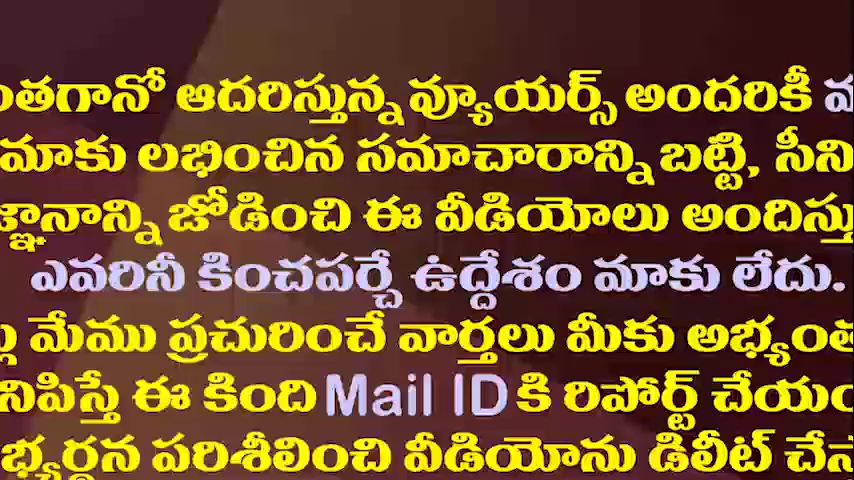 ంతగానో ఆదరిస్తున్న వ్యూయర్స్ అందరికీ
మాకు లభించిన సమాచారాన్ని బట్టి, సీని
జ్ఞానాన్ని జోడించి ఈ వీడియోలు అందిస్తు
ఎవరినీ కించపర్చే ఉద్దేశం మాకు లేదు.
మేము ప్రచురించే వార్తలు మీకు అభ్యంత
నిపిస్తే ఈ కింది Mail ID కి రిపోర్ట్ చేయం
భ్యర్థన పరిశీలించి వీడియోను డిలీట్ చేస